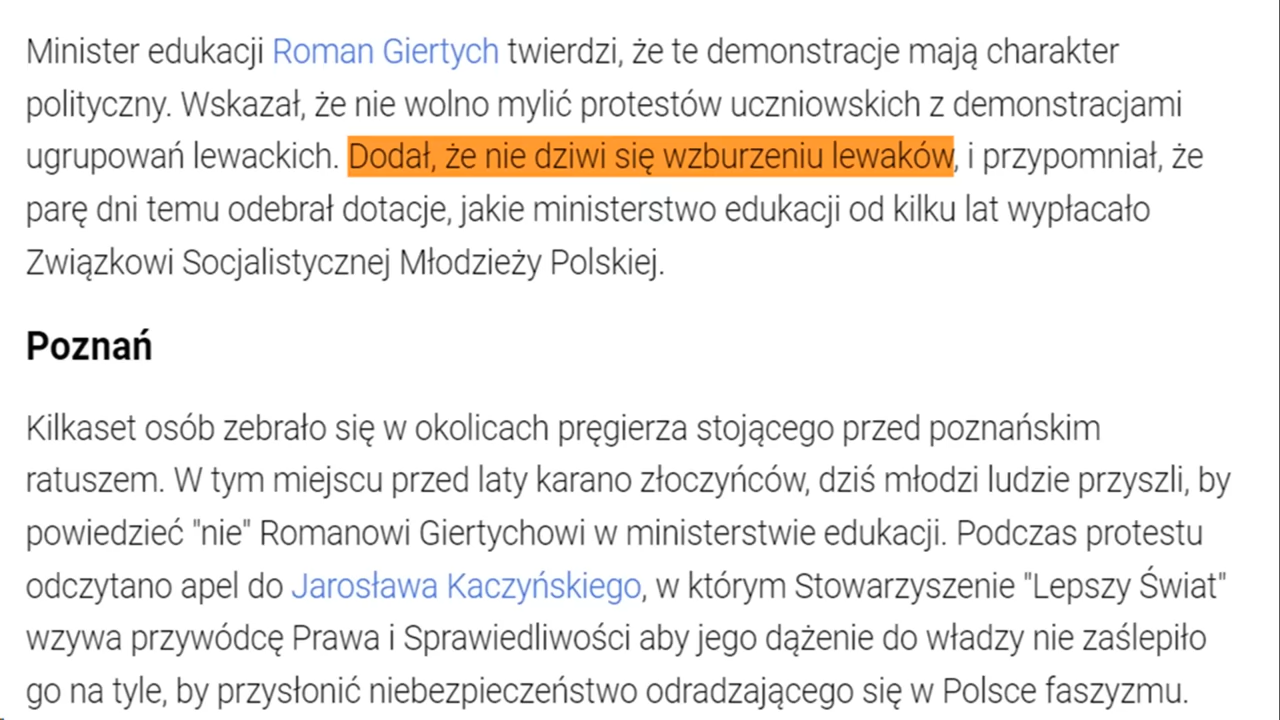 Minister edukacji Roman Giertych twierdzi, że te demonstracje mają charakter
polityczny. Wskazał, że nie wolno mylić protestów uczniowskich z demonstracjami
ugrupowań lewackich. Dodał, że nie dziwi się wzburzeniu lewaków, i przypomniał, że
parę dni temu odebrał dotacje, jakie ministerstwo edukacji od kilku lat wypłacało
Związkowi Socjalistycznej Młodzieży Polskiej.
Poznań
Kilkaset osób zebrało się w okolicach pręgierza stojącego przed poznańskim
ratuszem. W tym miejscu przed laty karano złoczyńców, dziś młodzi ludzie przyszli, by
powiedzieć "nie" Romanowi Giertychowi w ministerstwie edukacji. Podczas protestu
odczytano apel do Jarosława Kaczyńskiego, w którym Stowarzyszenie "Lepszy Świat"
wzywa przywódcę Prawa i Sprawiedliwości aby jego dążenie do władzy nie zaślepiło
go na tyle, by przysłonić niebezpieczeństwo odradzającego się w Polsce faszyzmu.